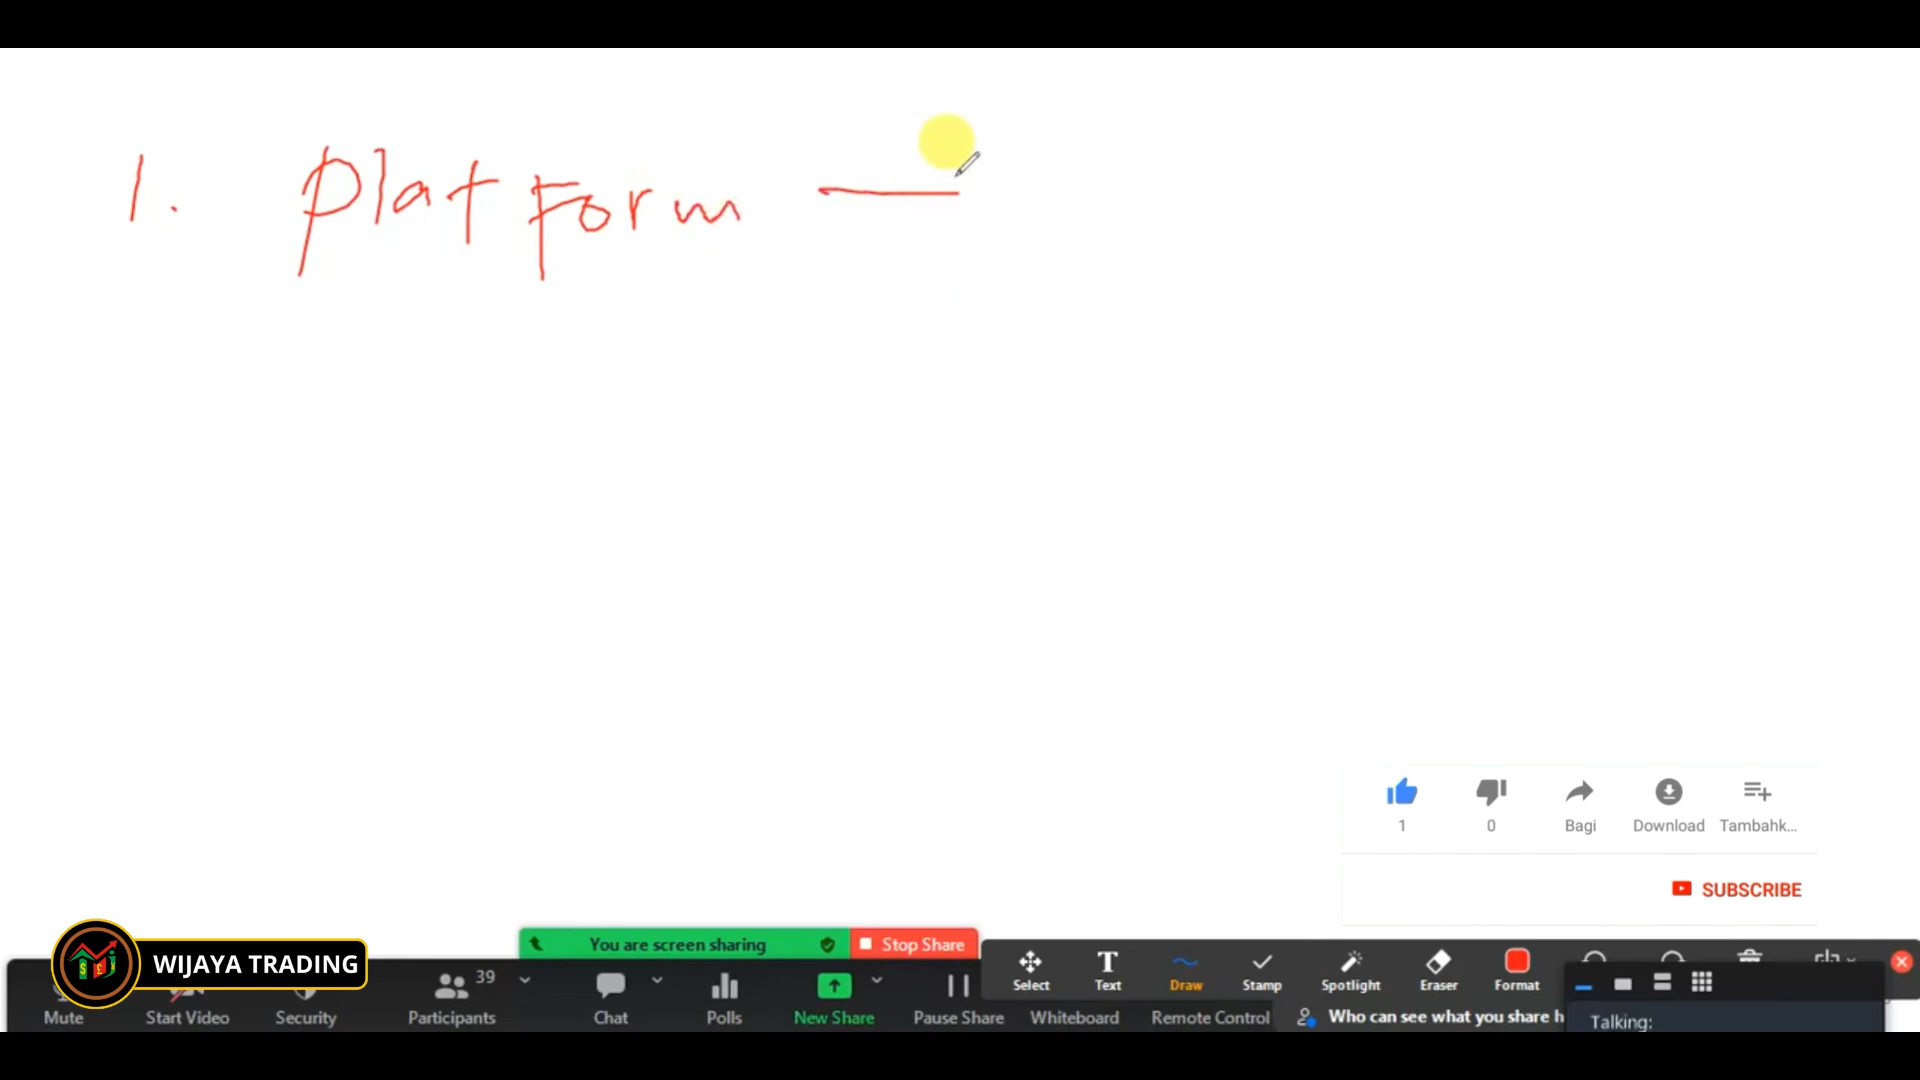 1. Platform —
1
0
Bagi
Download
Tambahk...
SUBSCRIBE
You are screen sharing
Stop Share
WIJAYA TRADING
Select
Text
Draw
Stamp
Spotlight
Eraser
Format
39
Mute
Start Video
Security
Participants
Chat
Polls
New Share
Pause Share
Whiteboard
Remote Control
Who can see what you share h
Talking: